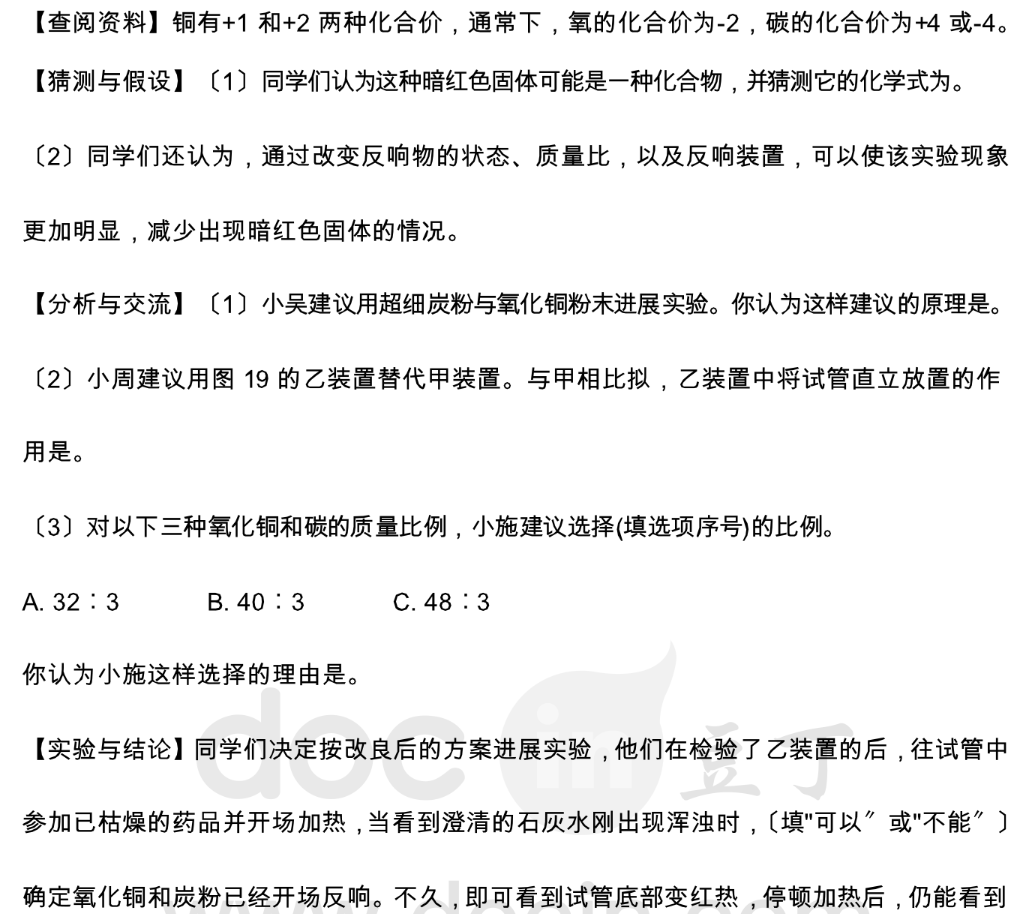 【查阅资料】铜有+1 和+2 两种化合价，通常下，氧的化合价为-2，碳的化合价为+4 或-4。
【猜测与假设】〔1〕同学们认为这种暗红色固体可能是一种化合物，并猜测它的化学式为。
〔2〕同学们还认为，通过改变反响物的状态、质量比，以及反响装置，可以使该实验现象
更加明显，减少出现暗红色固体的情况。
【分析与交流】〔1〕小吴建议用超细炭粉与氧化铜粉末进展实验。你认为这样建议的原理是。
〔2〕小周建议用图 19 的乙装置替代甲装置。与甲相比拟，乙装置中将试管直立放置的作
用是。
〔3〕对以下三种氧化铜和碳的质量比例，小施建议选择(填选项序号)的比例。
A. 32∶3 B. 40∶3 C. 48∶3
你认为小施这样选择的理由是。
【实验与结论】同学们决定按改良后的方案进展实验，他们在检验了乙装置的后，往试管中
参加已枯燥的药品并开场加热，当看到澄清的石灰水刚出现浑浊时，〔填"可以〞或"不能〞〕
确定氧化铜和炭粉已经开场反响。不久，即可看到试管底部变红热，停顿加热后，仍能看到
docin 豆丁